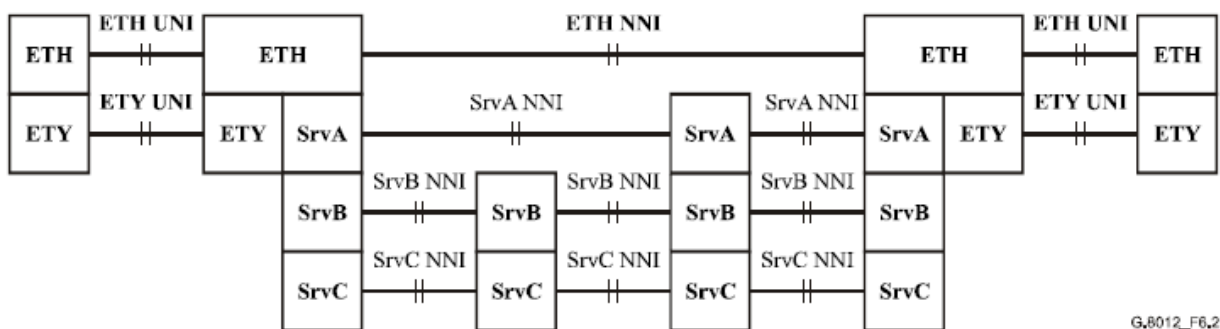 ETH UNI ETH NNI ETH UNI
ETH ETH ETH ETH
ETY UNI SrvA NNI SrvA NNI ETY UNI
ETY ETY SrvA SrvA SrvA ETY ETY
SrvB NNI SrvB NNI SrvB NNI
SrvB SrvB SrvB SrvB
SrvC NNI SrvC NNI SrvC NNI
SrvC SrvC SrvC SrvC
G.8012_F6.2